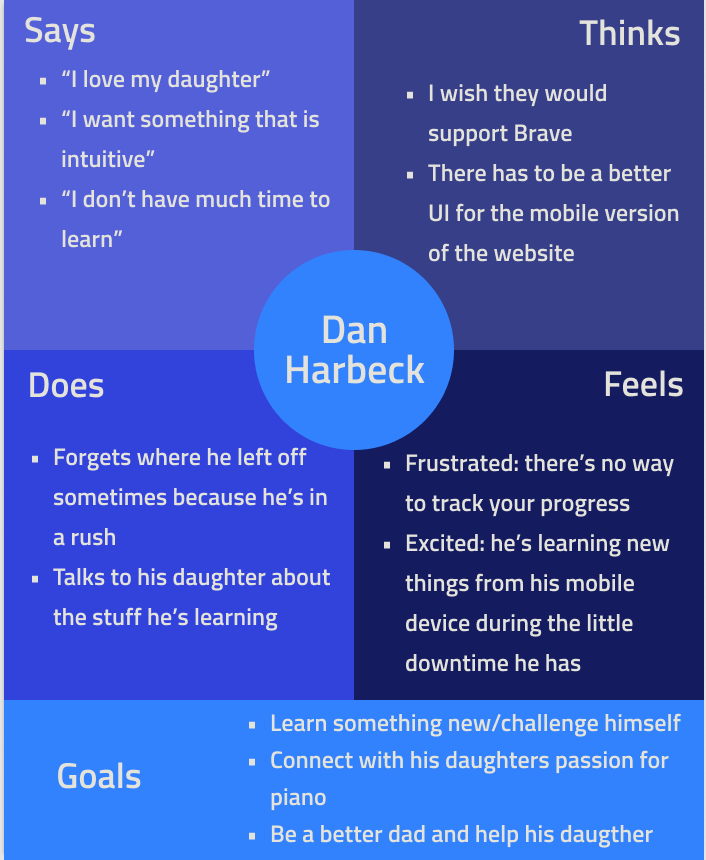 Says
▪ “I love my daughter”
▪ “I want something that is
intuitive”
▪ “I don’t have much time to
learn”
Thinks
▪ I wish they would
support Brave
▪ There has to be a better
UI for the mobile version
of the website
Dan
Harbeck
Does
▪ Forgets where he left off
sometimes because he’s in
a rush
▪ Talks to his daughter about
the stuff he’s learning
Feels
▪ Frustrated: there’s no way
to track your progress
▪ Excited: he’s learning new
things from his mobile
device during the little
downtime he has
Goals
▪ Learn something new/challenge himself
▪ Connect with his daughters passion for
piano
▪ Be a better dad and help his daugther